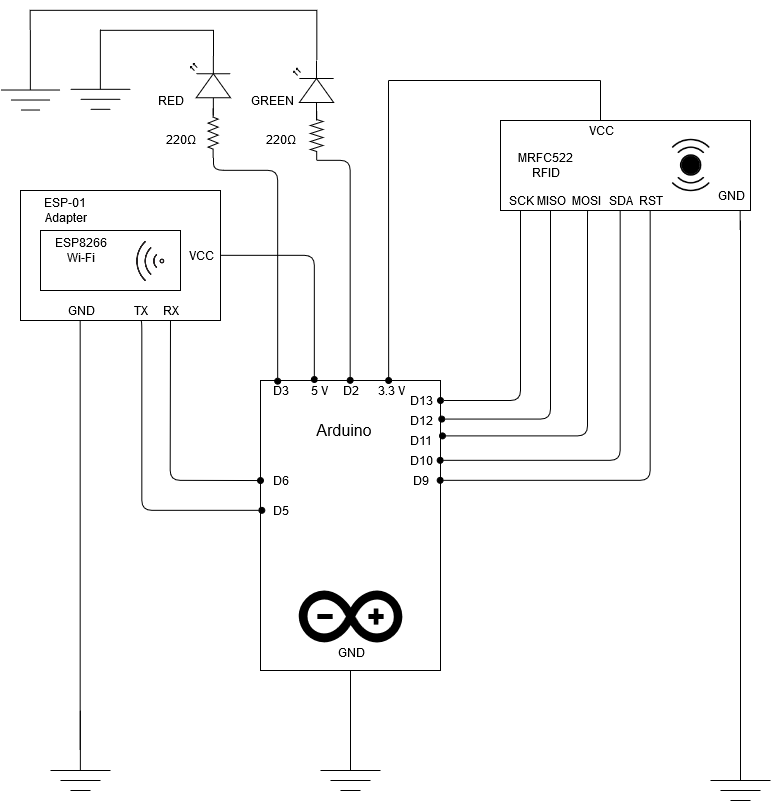 RED
GREEN
220Ω
220Ω
VCC
MRFC522
RFID
SCK MISO MOSI SDA RST
GND
ESP-01
Adapter
ESP8266
Wi-Fi
VCC
GND TX RX
D3 5 V D2 3.3 V
Arduino
D13
D12
D11
D10
D9
D6
D5
GND